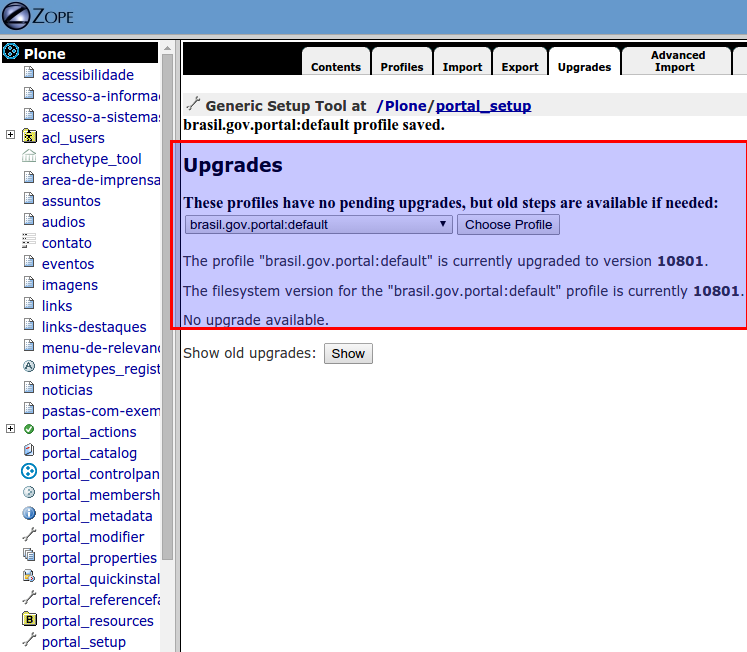 ZOPE
Plone
acessibilidade
acesso-a-informa
acesso-a-sistemas
acl_users
archetype_tool
area-de-imprensa
assuntos
audios
contato
eventos
imagens
links
links-destaques
menu-de-relevanc
mimetypes_regist
noticias
pastas-com-exem
portal_actions
portal_catalog
portal_controlpan
portal_membersh
portal_metadata
portal_modifier
portal_properties
portal_quickinstal
portal_referencefa
portal_resources
portal_setup
Contents Profiles Import Export Upgrades Advanced Import
Generic Setup Tool at /Plone/portal_setup
brasil.gov.portal:default profile saved.
Upgrades
These profiles have no pending upgrades, but old steps are available if needed:
brasil.gov.portal:default Choose Profile
The profile "brasil.gov.portal:default" is currently upgraded to version 10801.
The filesystem version for the "brasil.gov.portal:default" profile is currently 10801.
No upgrade available.
Show old upgrades: Show